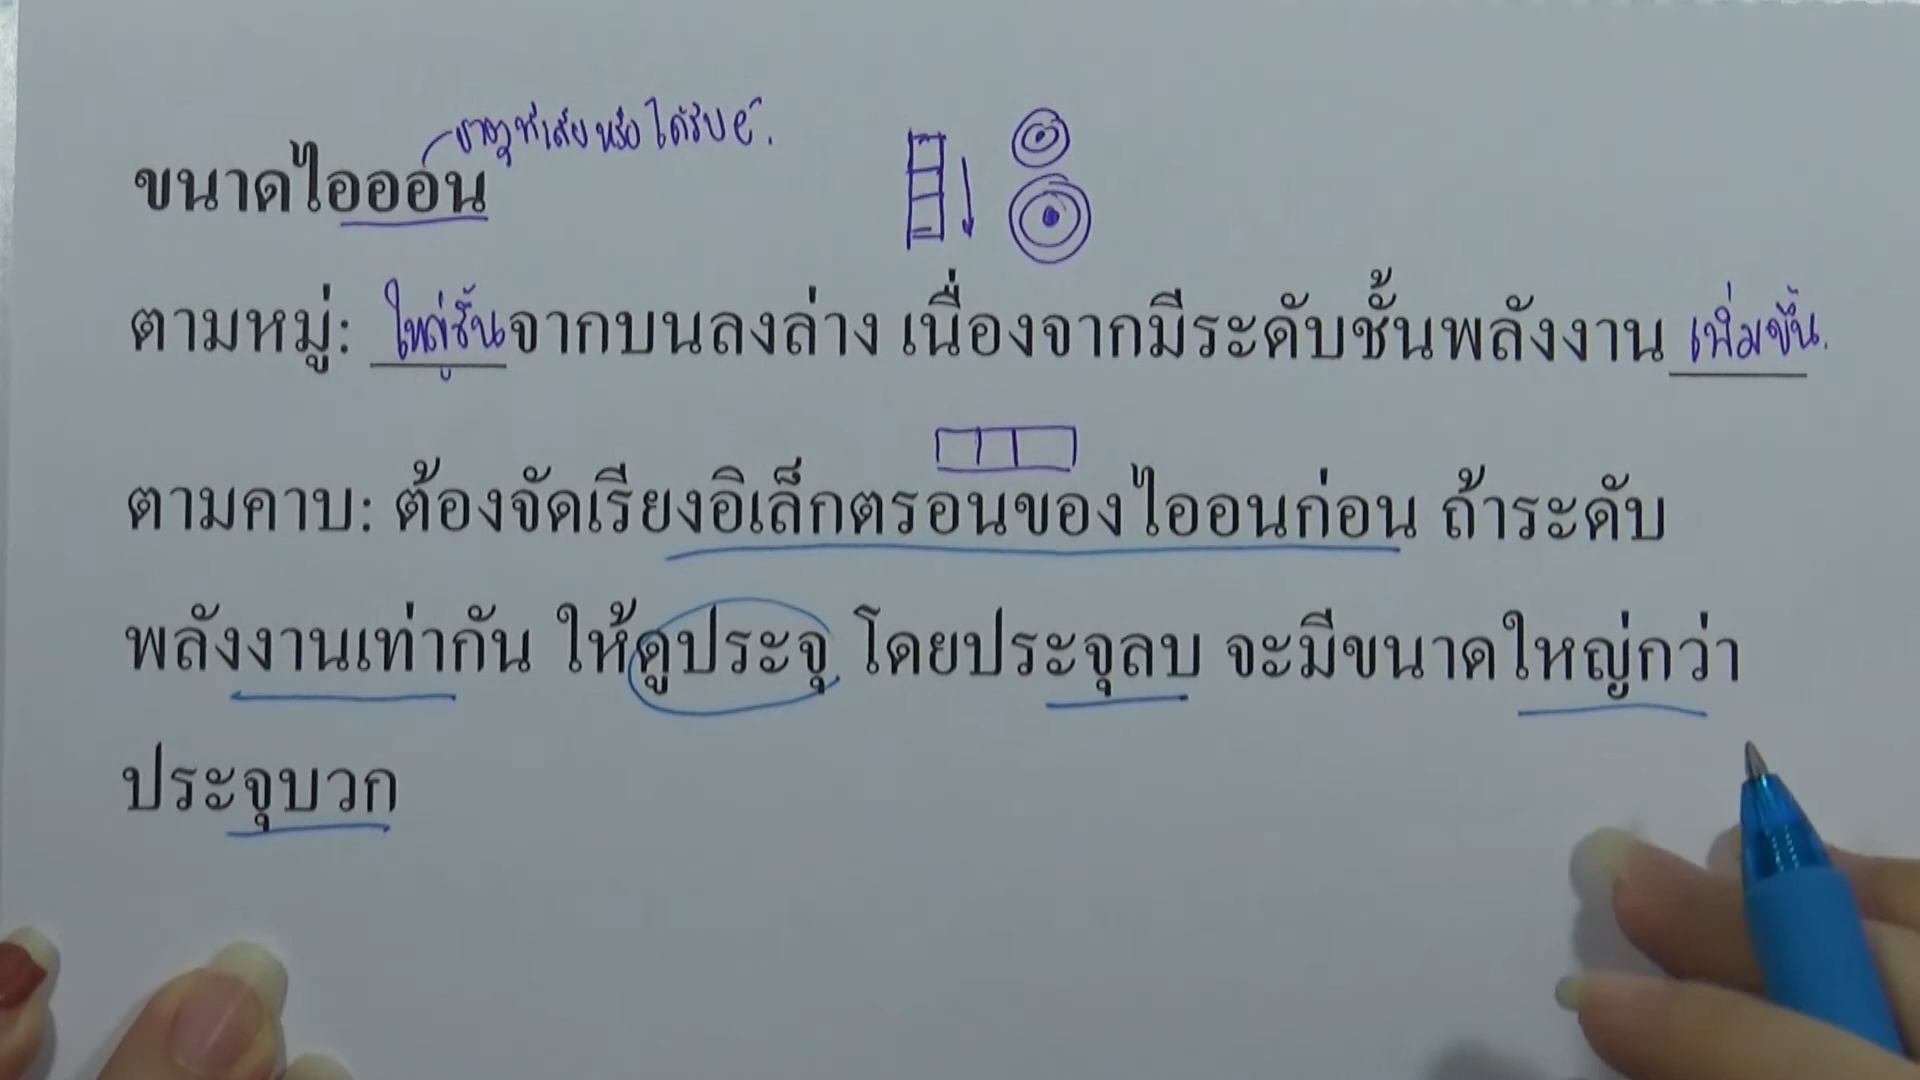 ธาตุที่เสียหรือได้รับ e⁻.
ขนาดไอออน
ตามหมู่: ใหญ่ขึ้นจากบนลงล่าง เนื่องจากมีระดับชั้นพลังงาน เพิ่มขึ้น.
ตามคาบ: ต้องจัดเรียงอิเล็กตรอนของไออนก่อน ถ้าระดับ
พลังงานเท่ากัน ให้ดูประจุ โดยประจุลบ จะมีขนาดใหญ่กว่า
ประจุบวก